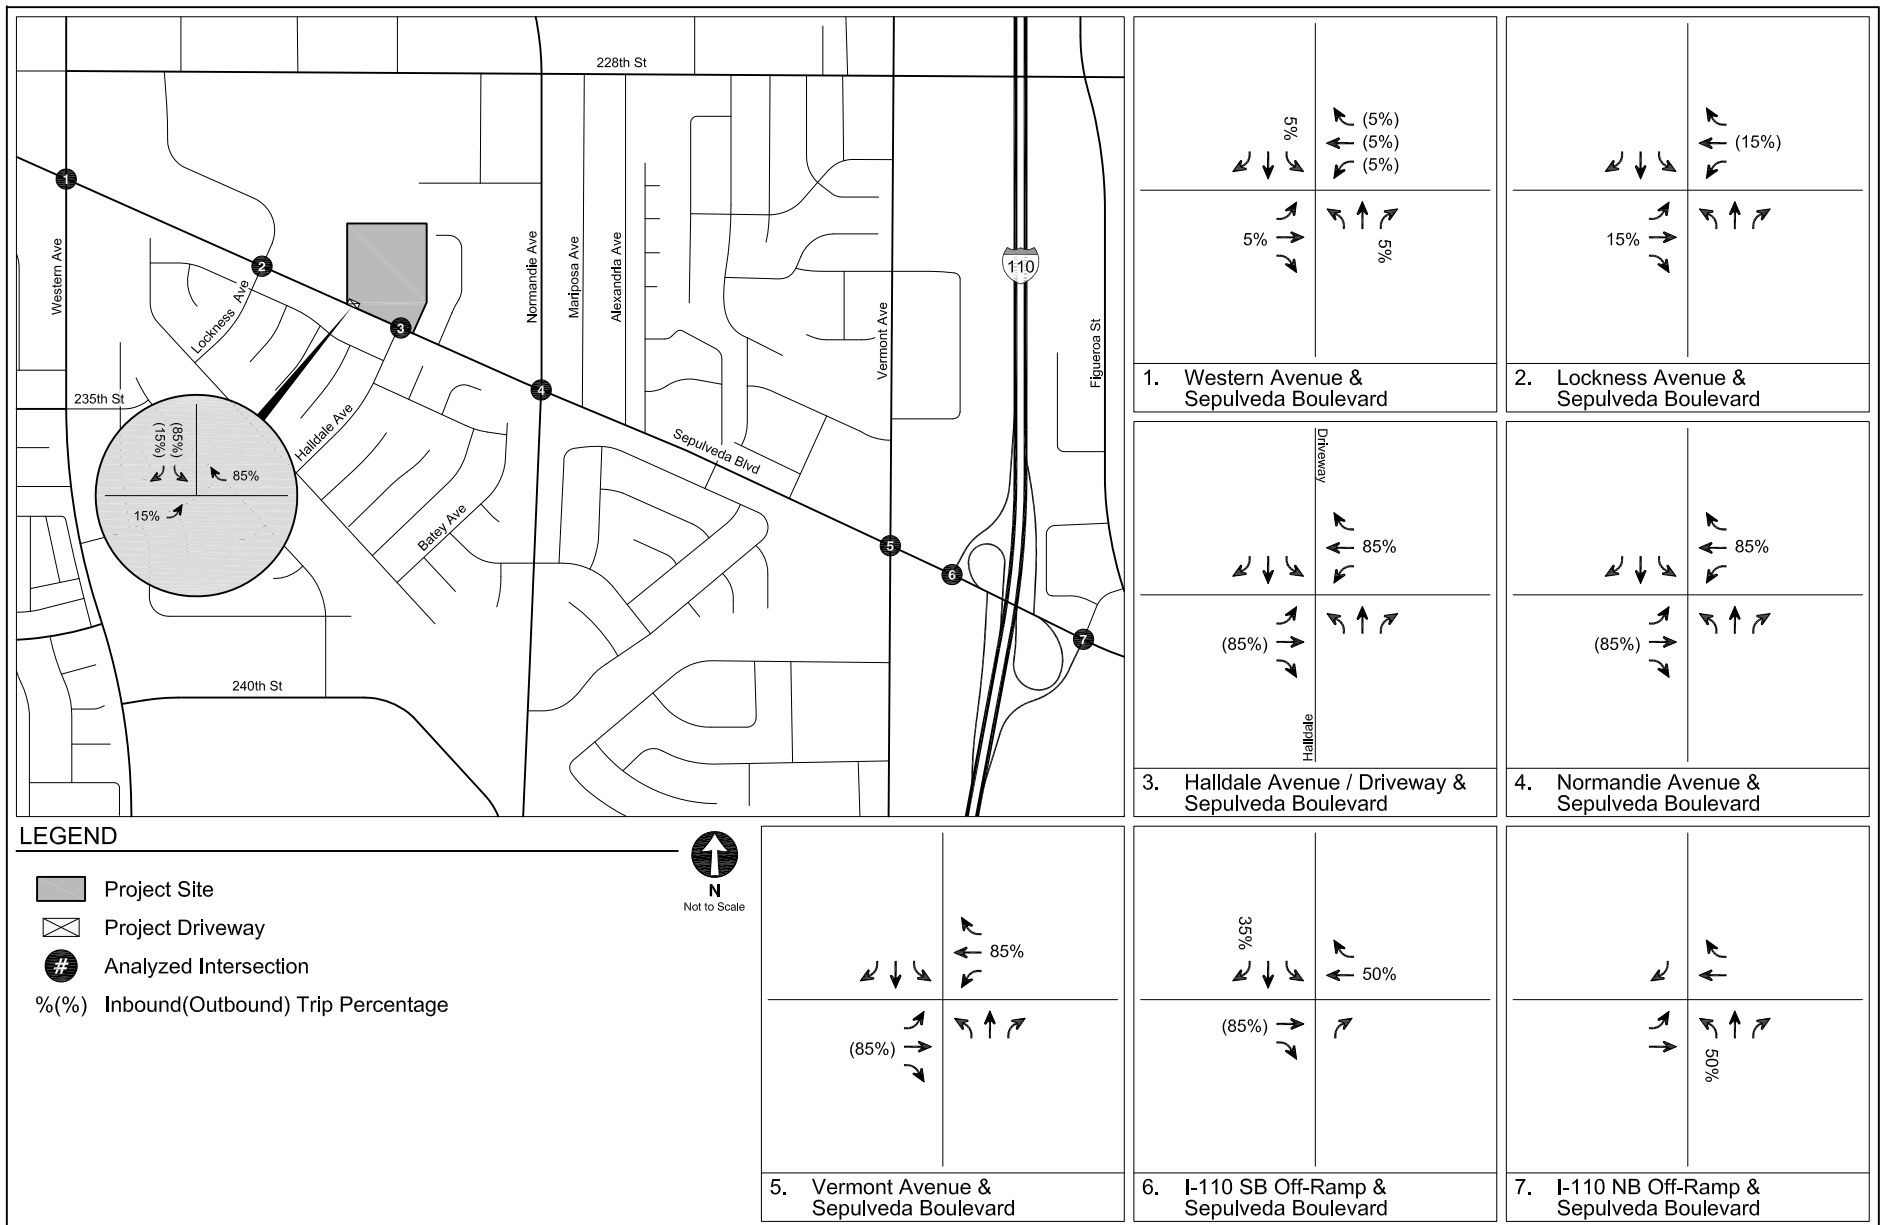 228th St
Western Ave
1
2
Lockness Ave
3
Normandie Ave
Mariposa Ave
Alexandria Ave
Vermont Ave
110
Figueroa St
4
235th St
Halldale Ave
Sepulveda Blvd
Batey Ave
5
6
7
240th St
(15%)
(85%)
85%
15%
5%
(5%)
(5%)
(5%)
5%
5%
1. Western Avenue &
Sepulveda Boulevard
(15%)
15%
2. Lockness Avenue &
Sepulveda Boulevard
Driveway
85%
(85%)
Halldale
3. Halldale Avenue / Driveway &
Sepulveda Boulevard
85%
(85%)
4. Normandie Avenue &
Sepulveda Boulevard
LEGEND
Project Site
Project Driveway
# Analyzed Intersection
%(%) Inbound(Outbound) Trip Percentage
N
Not to Scale
85%
(85%)
5. Vermont Avenue &
Sepulveda Boulevard
35%
50%
(85%)
6. I-110 SB Off-Ramp &
Sepulveda Boulevard
50%
7. I-110 NB Off-Ramp &
Sepulveda Boulevard